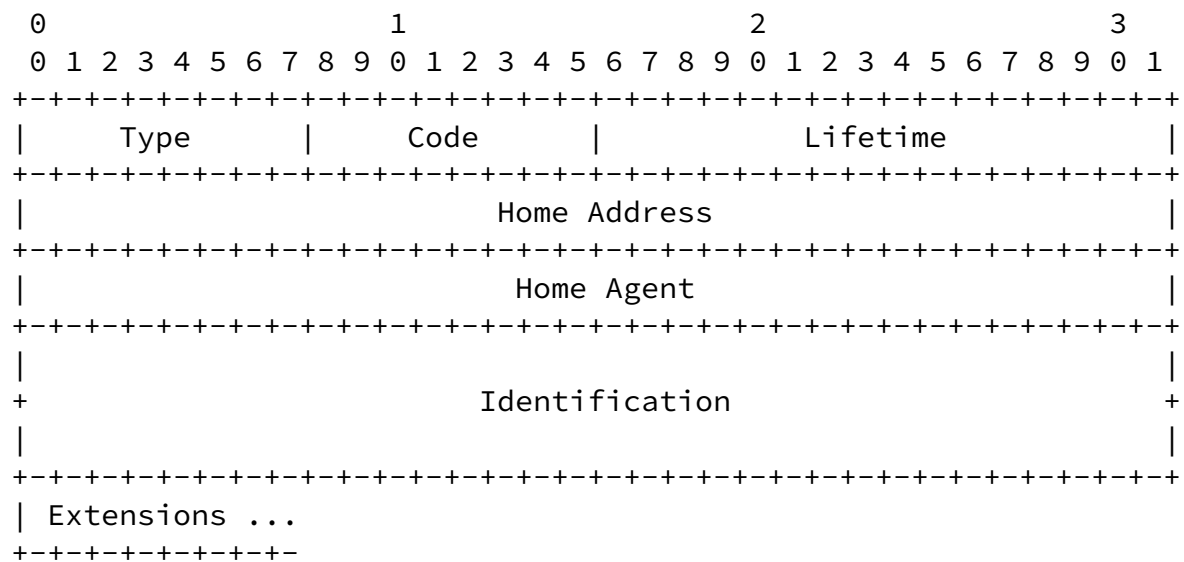 0                   1                   2                   3
 0 1 2 3 4 5 6 7 8 9 0 1 2 3 4 5 6 7 8 9 0 1 2 3 4 5 6 7 8 9 0 1
+-+-+-+-+-+-+-+-+-+-+-+-+-+-+-+-+-+-+-+-+-+-+-+-+-+-+-+-+-+-+-+-+
|     Type      |     Code      |           Lifetime            |
+-+-+-+-+-+-+-+-+-+-+-+-+-+-+-+-+-+-+-+-+-+-+-+-+-+-+-+-+-+-+-+-+
|                          Home Address                         |
+-+-+-+-+-+-+-+-+-+-+-+-+-+-+-+-+-+-+-+-+-+-+-+-+-+-+-+-+-+-+-+-+
|                           Home Agent                          |
+-+-+-+-+-+-+-+-+-+-+-+-+-+-+-+-+-+-+-+-+-+-+-+-+-+-+-+-+-+-+-+-+
|                                                               |
+                         Identification                        +
|                                                               |
+-+-+-+-+-+-+-+-+-+-+-+-+-+-+-+-+-+-+-+-+-+-+-+-+-+-+-+-+-+-+-+-+
| Extensions ...
+-+-+-+-+-+-+-+-